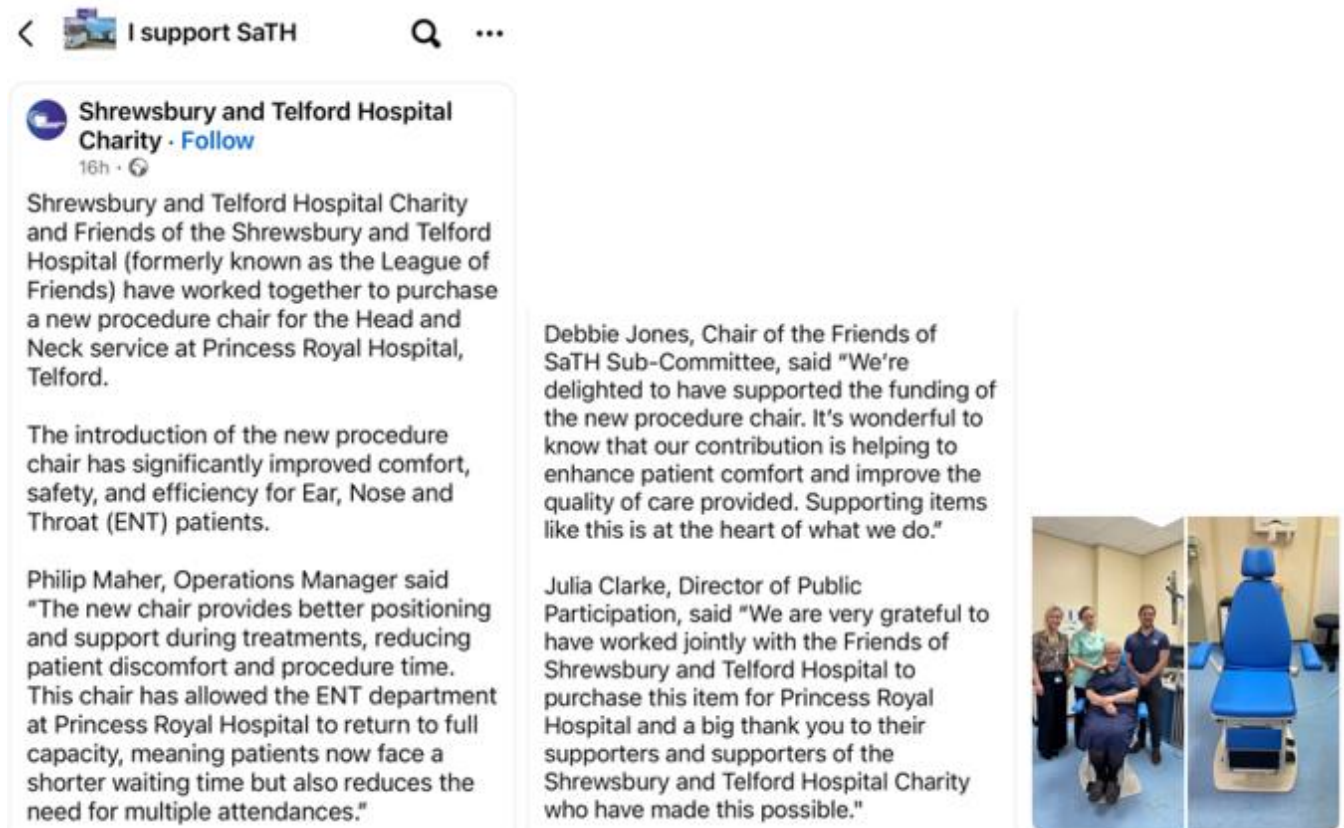 I support SaTH
Shrewsbury and Telford Hospital
Charity · Follow
16h ·
Shrewsbury and Telford Hospital Charity
and Friends of the Shrewsbury and Telford
Hospital (formerly known as the League of
Friends) have worked together to purchase
a new procedure chair for the Head and
Neck service at Princess Royal Hospital,
Telford.
The introduction of the new procedure
chair has significantly improved comfort,
safety, and efficiency for Ear, Nose and
Throat (ENT) patients.
Philip Maher, Operations Manager said
"The new chair provides better positioning
and support during treatments, reducing
patient discomfort and procedure time.
This chair has allowed the ENT department
at Princess Royal Hospital to return to full
capacity, meaning patients now face a
shorter waiting time but also reduces the
need for multiple attendances."
Debbie Jones, Chair of the Friends of
SaTH Sub-Committee, said "We're
delighted to have supported the funding of
the new procedure chair. It's wonderful to
know that our contribution is helping to
enhance patient comfort and improve the
quality of care provided. Supporting items
like this is at the heart of what we do."
Julia Clarke, Director of Public
Participation, said "We are very grateful to
have worked jointly with the Friends of
Shrewsbury and Telford Hospital to
purchase this item for Princess Royal
Hospital and a big thank you to their
supporters and supporters of the
Shrewsbury and Telford Hospital Charity
who have made this possible."